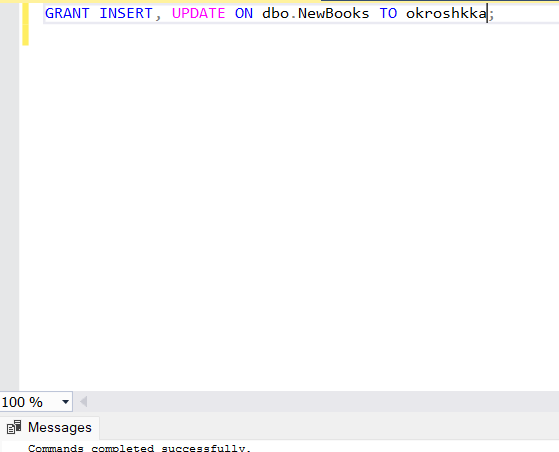 GRANT INSERT, UPDATE ON dbo.NewBooks TO okroshkka;
100 %
Messages
Commands completed successfully.